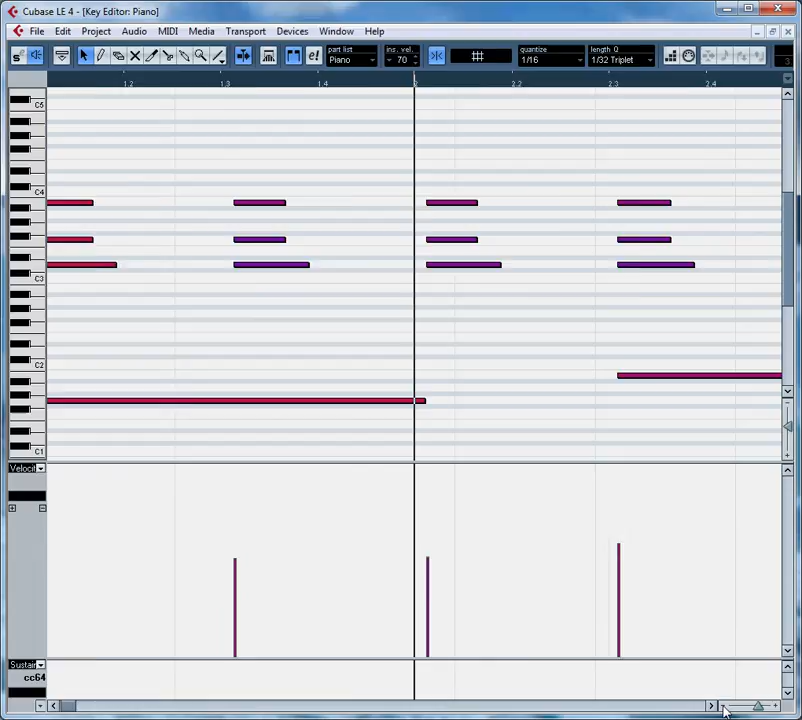 Cubase LE 4 - [Key Editor: Piano]
File Edit Project Audio MIDI Media Transport Devices Window Help
part list ins. vel. quantize length Q
Piano 70 1/16 1/32 Triplet
1.2 1.3 1.4 2 2.2 2.3 2.4
C5
C4
C3
C2
C1
Velocit
Sustain
cc64